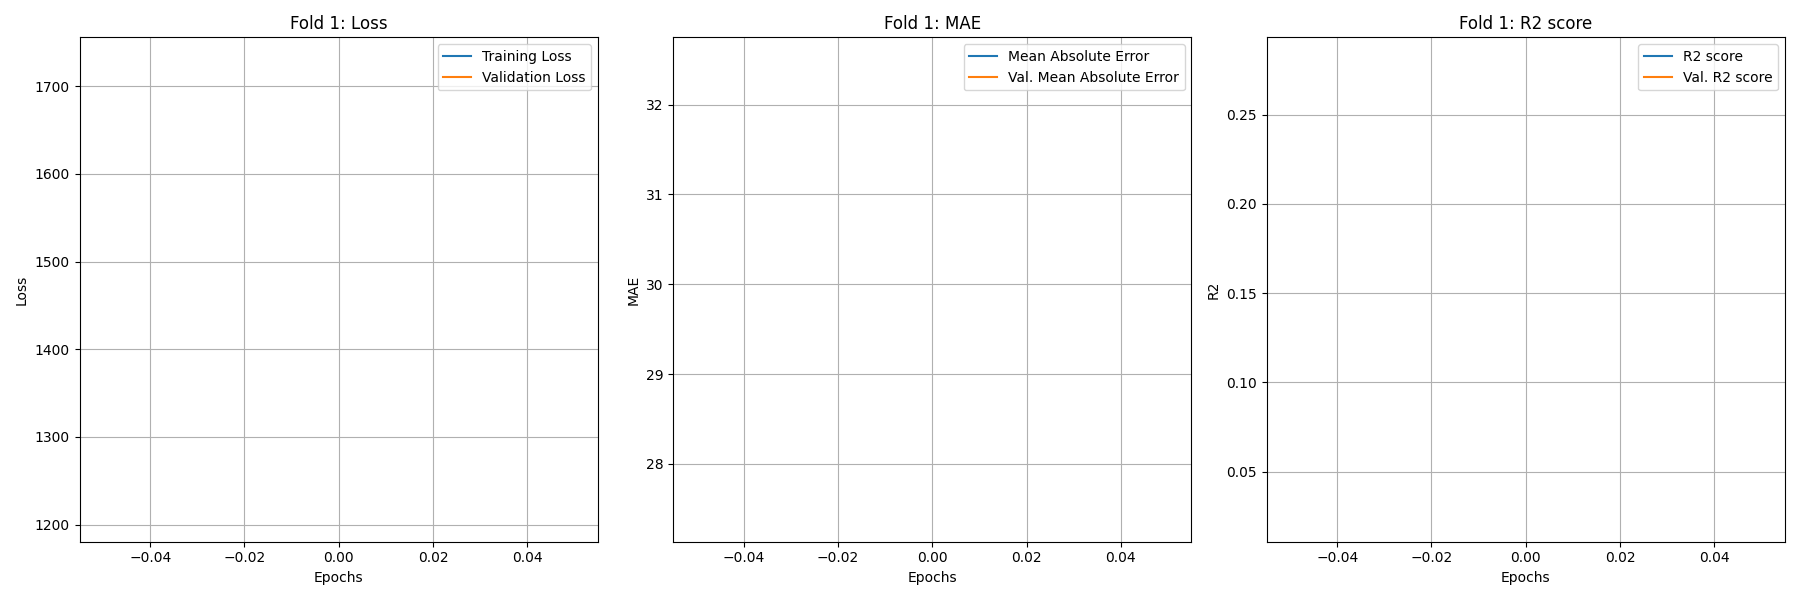 Fold 1: Loss
Training Loss
Validation Loss
1700
1600
1500
1400
1300
1200
Loss
−0.04 −0.02 0.00 0.02 0.04
Epochs
Fold 1: MAE
Mean Absolute Error
Val. Mean Absolute Error
32
31
30
29
28
MAE
−0.04 −0.02 0.00 0.02 0.04
Epochs
Fold 1: R2 score
R2 score
Val. R2 score
0.25
0.20
0.15
0.10
0.05
R2
−0.04 −0.02 0.00 0.02 0.04
Epochs